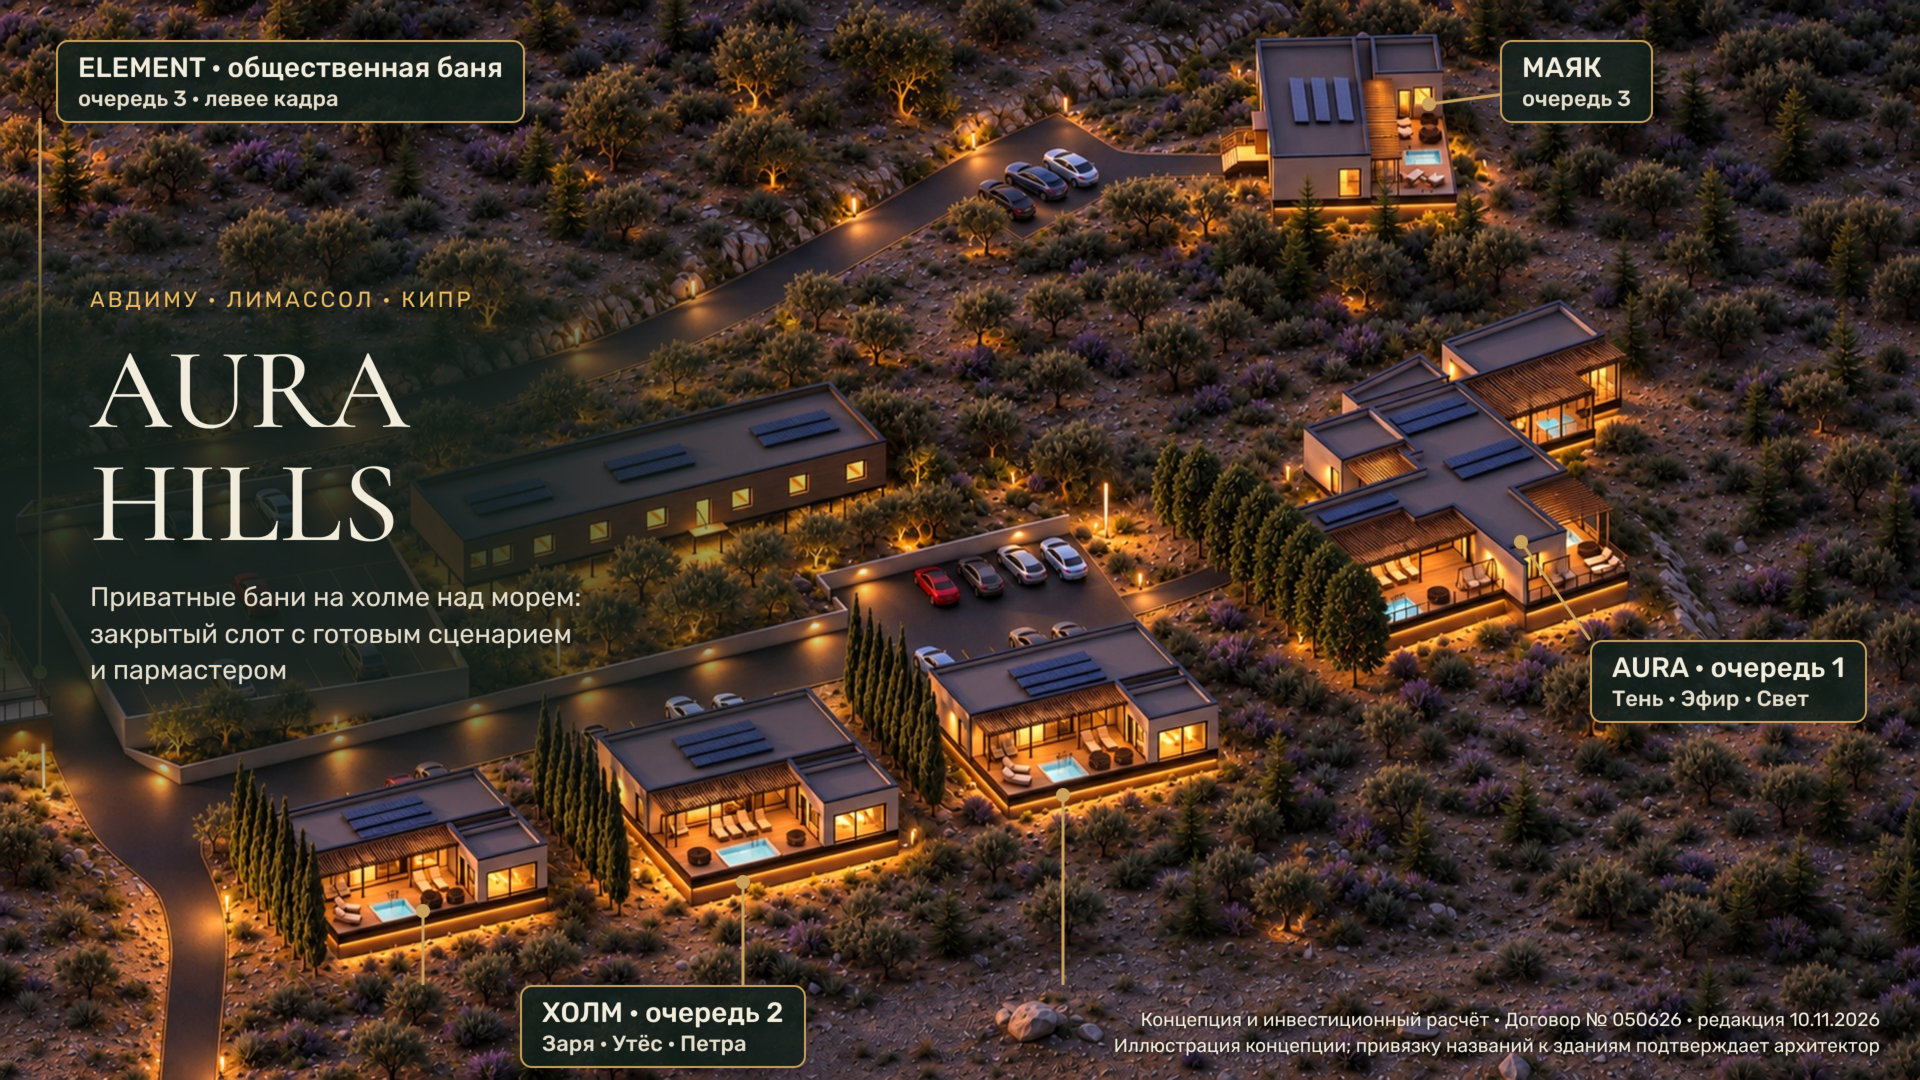 ELEMENT • общественная баня
очередь 3 • левее кадра
МАЯК
очередь 3
АВДИМУ • ЛИМАССОЛ • КИПР
AURA
HILLS
Приватные бани на холме над морем:
закрытый слот с готовым сценарием
и пармастером
AURA • очередь 1
Тень • Эфир • Свет
ХОЛМ • очередь 2
Заря • Утёс • Петра
Концепция и инвестиционный расчёт • Договор № 050626 • редакция 10.11.2026
Иллюстрация концепции; привязку названий к зданиям подтверждает архитектор